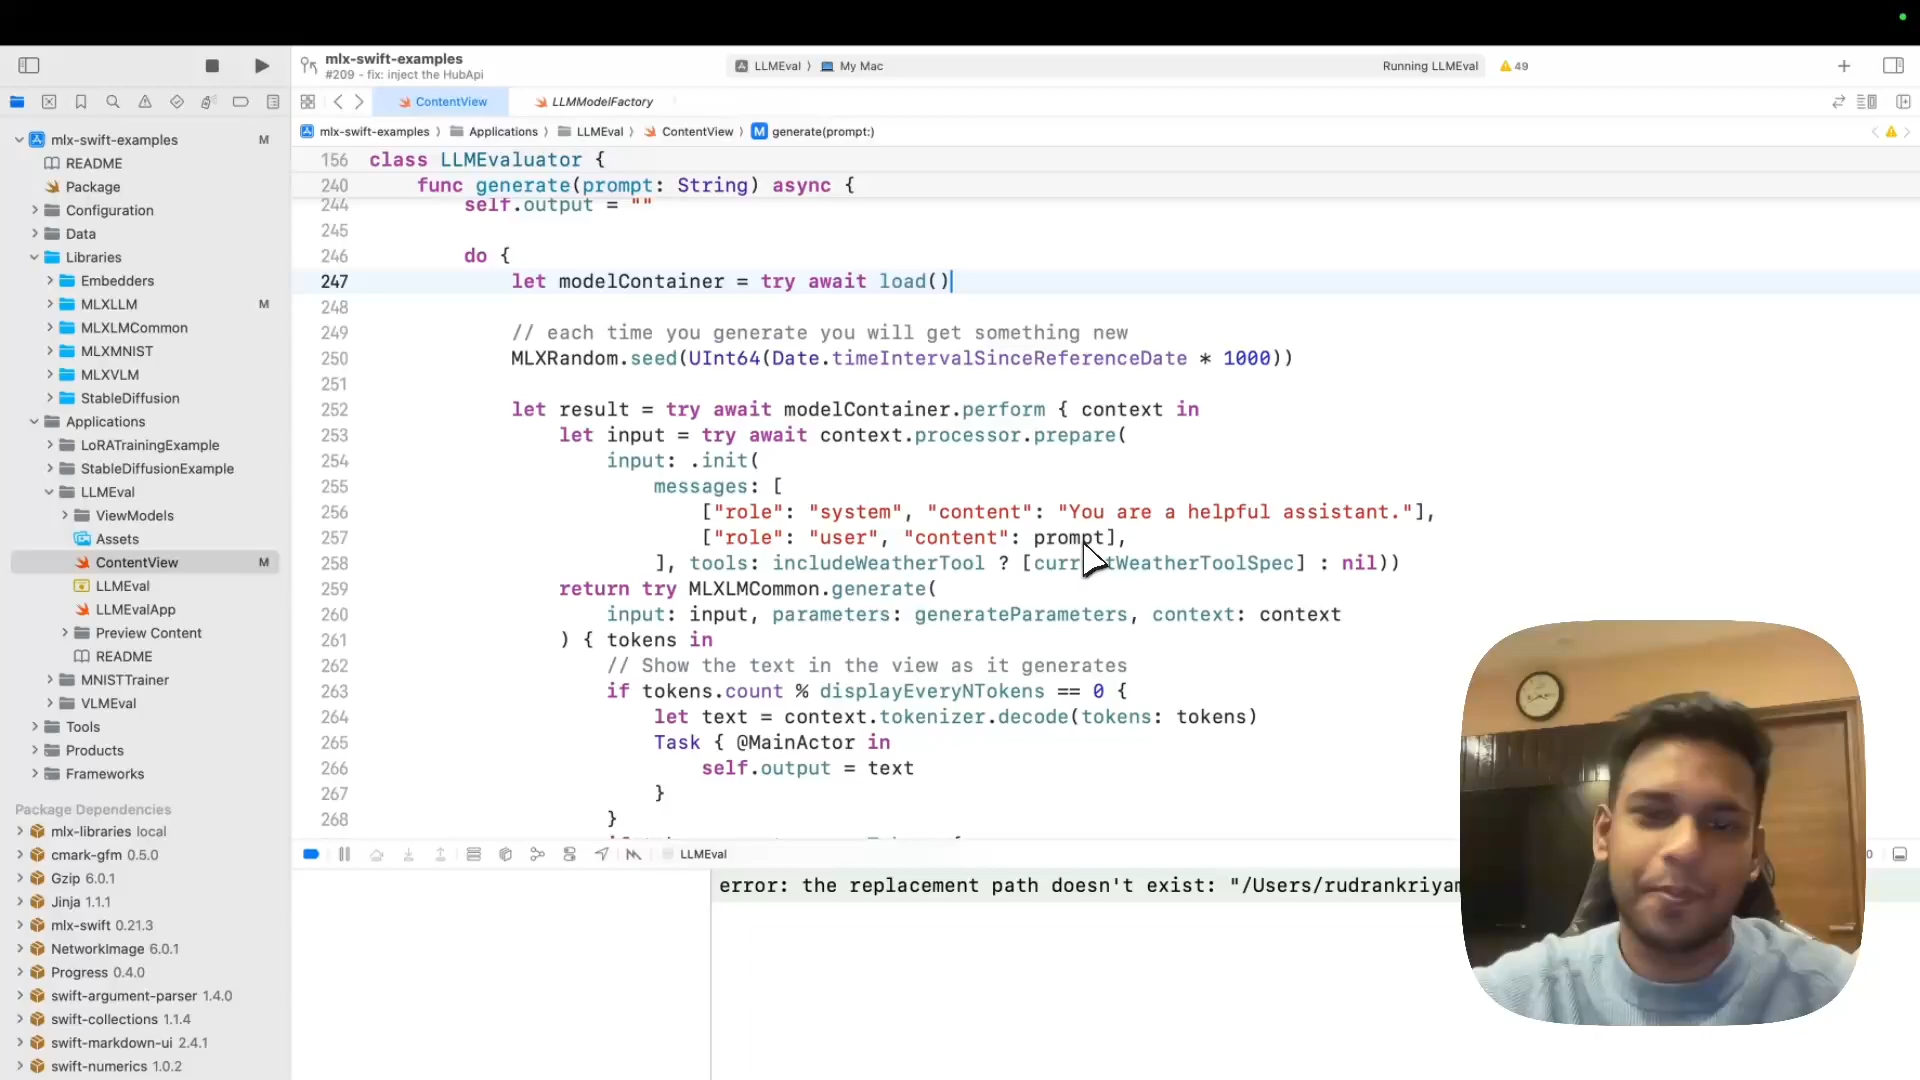 mlx-swift-examples
#209 - fix: inject the HubApi
LLMEval ⟩ My Mac
Running LLMEval
49
ContentView
LLMModelFactory
mlx-swift-examples ⟩ Applications ⟩ LLMEval ⟩ ContentView ⟩ M generate(prompt:)
mlx-swift-examples M
README
Package
Configuration
Data
Libraries
Embedders
MLXLLM M
MLXLMCommon
MLXMNIST
MLXVLM
StableDiffusion
Applications
LoRATrainingExample
StableDiffusionExample
LLMEval
ViewModels
Assets
ContentView M
LLMEval
LLMEvalApp
Preview Content
README
MNISTTrainer
VLMEval
Tools
Products
Frameworks
Package Dependencies
mlx-libraries local
cmark-gfm 0.5.0
Gzip 6.0.1
Jinja 1.1.1
mlx-swift 0.21.3
NetworkImage 6.0.1
Progress 0.4.0
swift-argument-parser 1.4.0
swift-collections 1.1.4
swift-markdown-ui 2.4.1
swift-numerics 1.0.2
156 class LLMEvaluator {
240 func generate(prompt: String) async {
244 self.output = ""
245
246 do {
247 let modelContainer = try await load()
248
249 // each time you generate you will get something new
250 MLXRandom.seed(UInt64(Date.timeIntervalSinceReferenceDate * 1000))
251
252 let result = try await modelContainer.perform { context in
253 let input = try await context.processor.prepare(
254 input: .init(
255 messages: [
256 ["role": "system", "content": "You are a helpful assistant."],
257 ["role": "user", "content": prompt],
258 ], tools: includeWeatherTool ? [currentWeatherToolSpec] : nil))
259 return try MLXLMCommon.generate(
260 input: input, parameters: generateParameters, context: context
261 ) { tokens in
262 // Show the text in the view as it generates
263 if tokens.count % displayEveryNTokens == 0 {
264 let text = context.tokenizer.decode(tokens: tokens)
265 Task { @MainActor in
266 self.output = text
267 }
268 }
LLMEval
error: the replacement path doesn't exist: "/Users/rudrankriyam